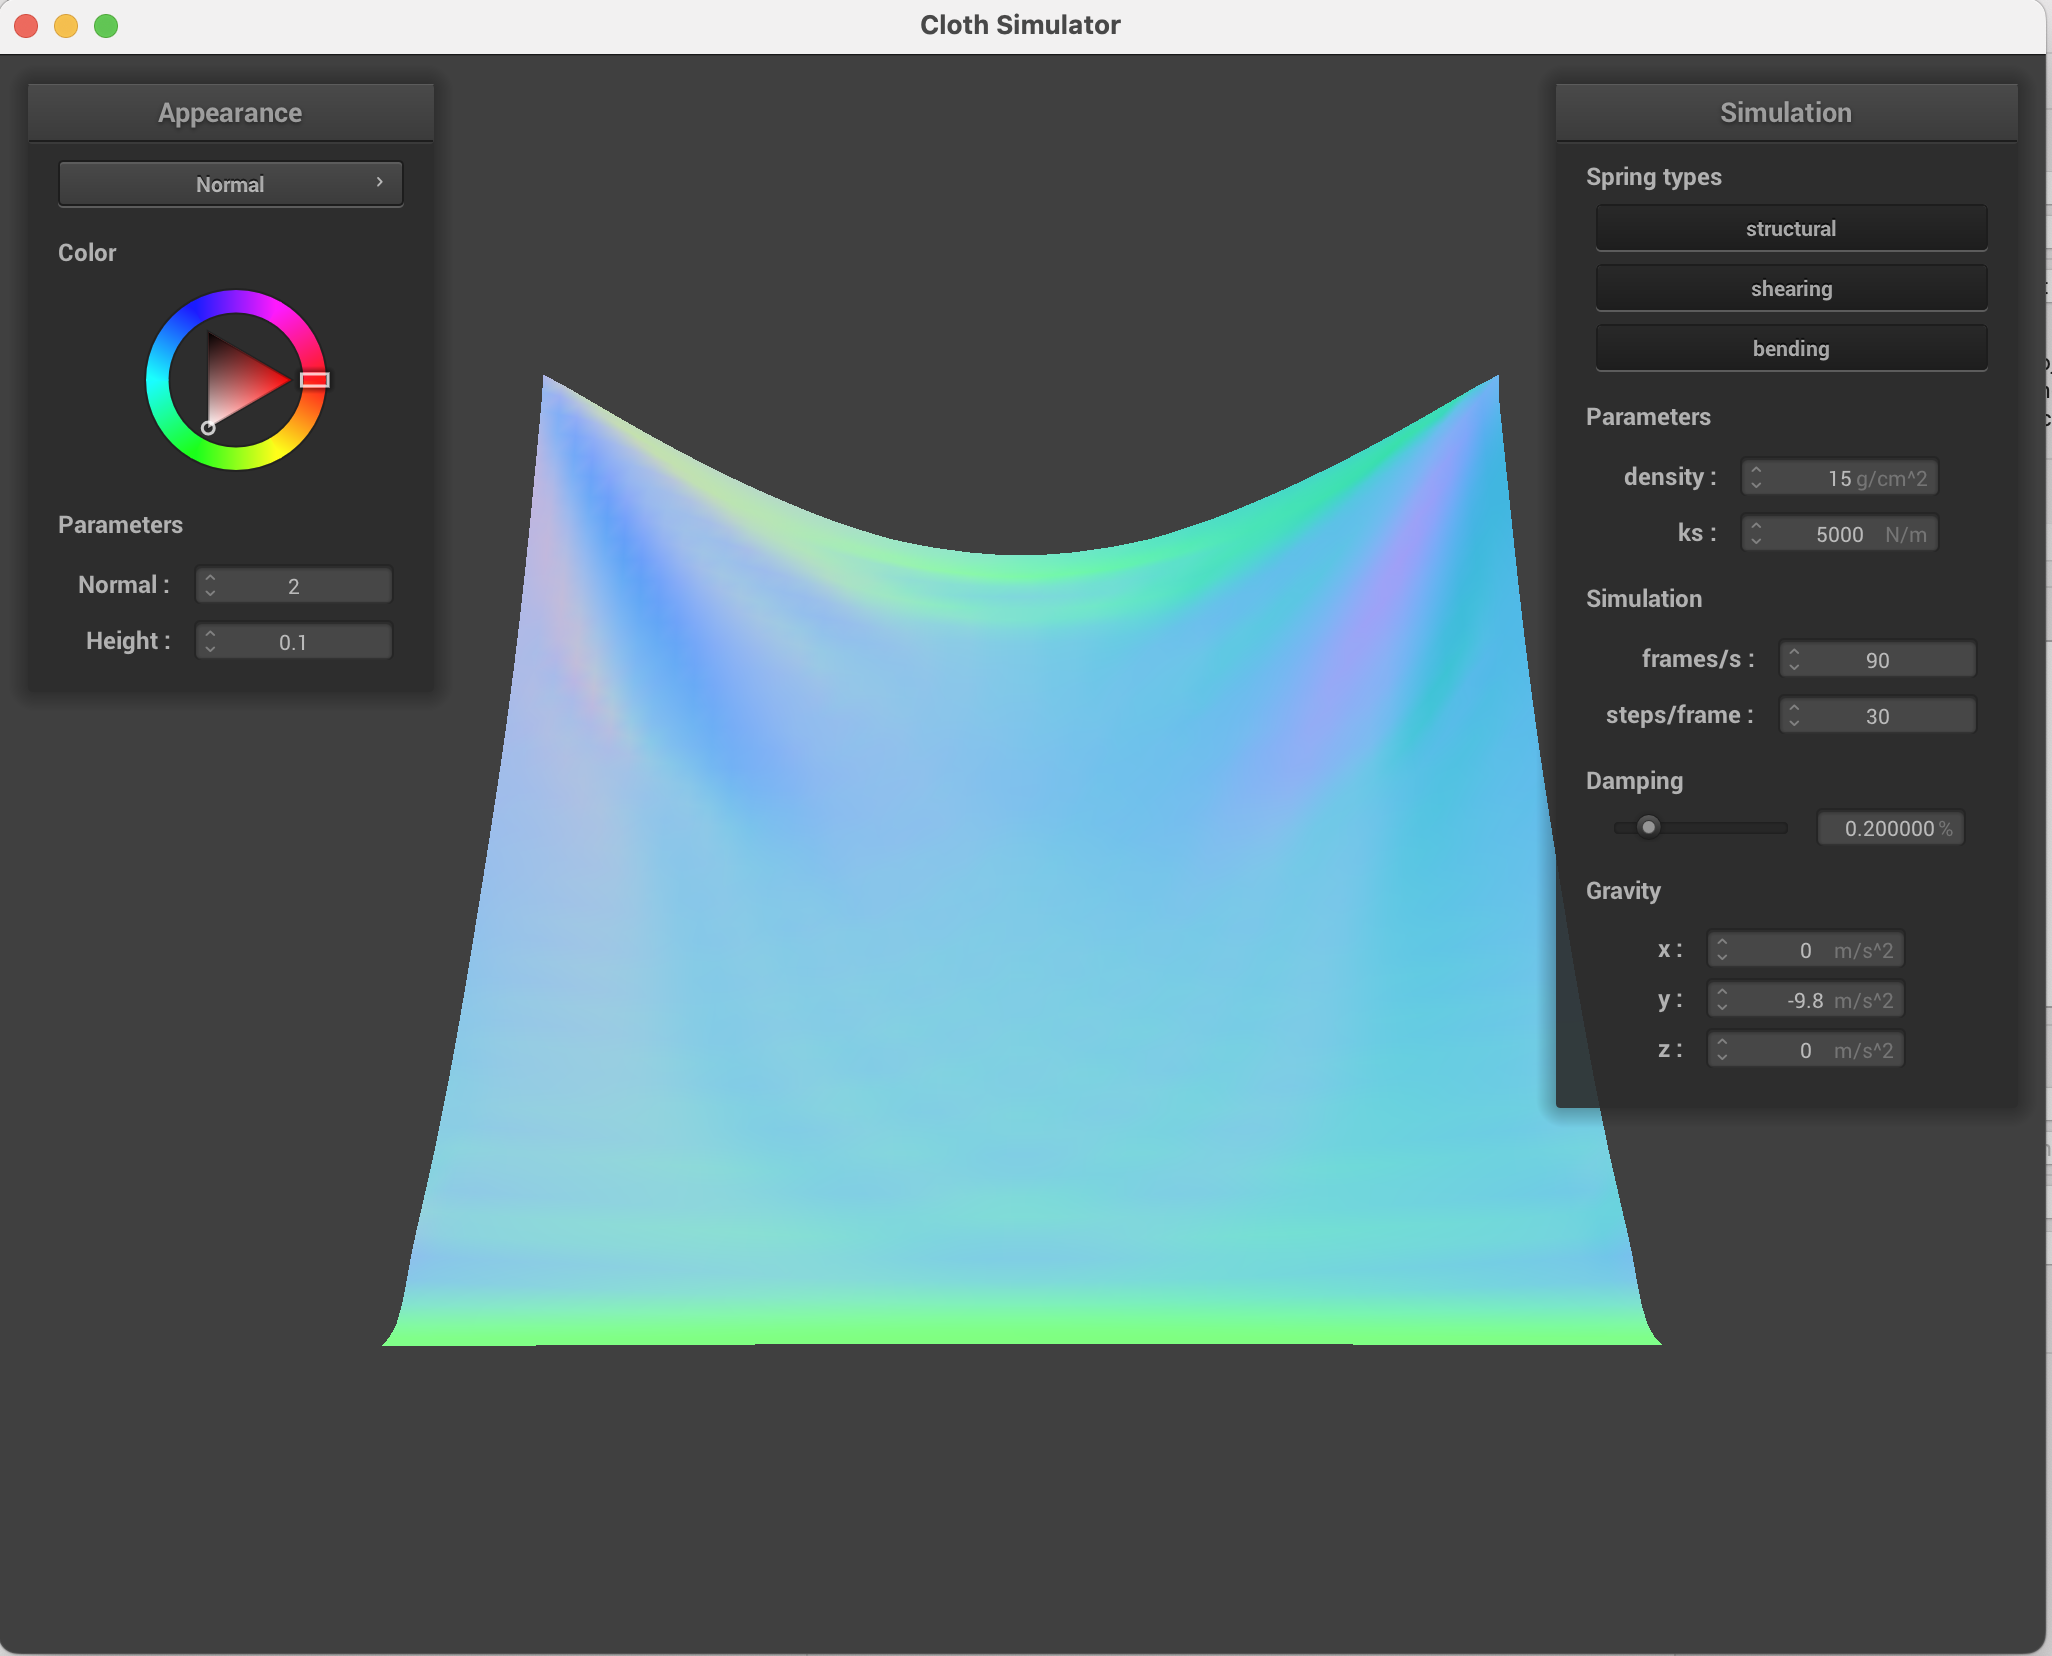 Cloth Simulator
Appearance
Normal
Color
Parameters
Normal : 2
Height : 0.1
Simulation
Spring types
structural
shearing
bending
Parameters
density : 15 g/cm^2
ks : 5000 N/m
Simulation
frames/s : 90
steps/frame : 30
Damping
0.200000 %
Gravity
x : 0 m/s^2
y : -9.8 m/s^2
z : 0 m/s^2